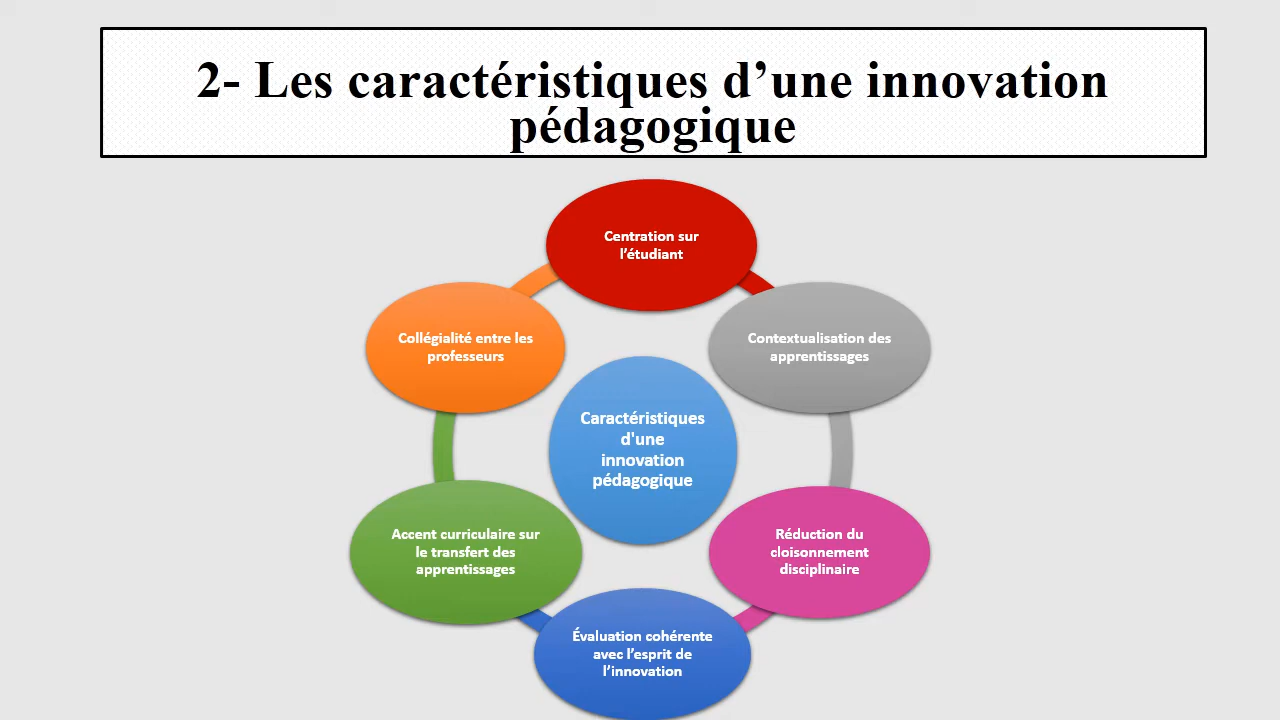 2- Les caractéristiques d’une innovation
pédagogique
Centration sur
l’étudiant
Contextualisation des
apprentissages
Réduction du
cloisonnement
disciplinaire
Évaluation cohérente
avec l’esprit de
l’innovation
Accent curriculaire sur
le transfert des
apprentissages
Collégialité entre les
professeurs
Caractéristiques
d'une
innovation
pédagogique